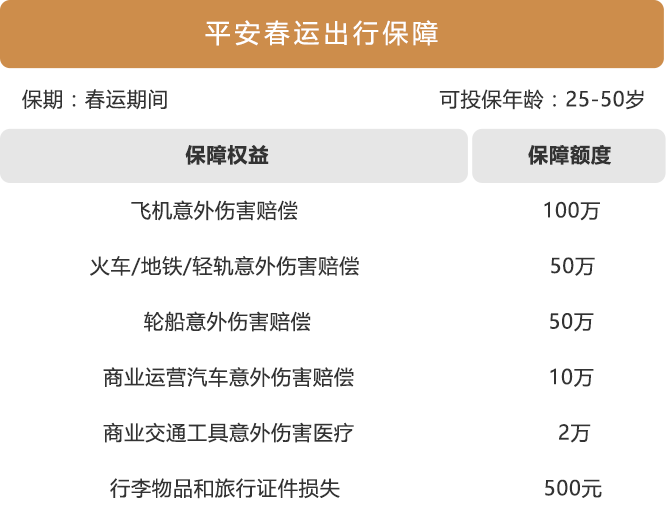 平安春运出行保障
保期：春运期间 可投保年龄：25-50岁
保障权益 保障额度
飞机意外伤害赔偿 100万
火车/地铁/轻轨意外伤害赔偿 50万
轮船意外伤害赔偿 50万
商业运营汽车意外伤害赔偿 10万
商业交通工具意外伤害医疗 2万
行李物品和旅行证件损失 500元